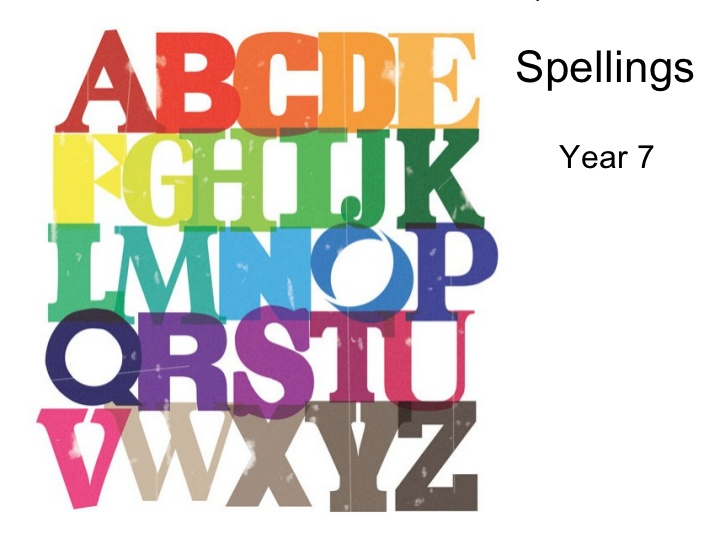 ABCDE
Spellings
FGHIJK
Year 7
LMNOP
QRSTU
VWXYZ